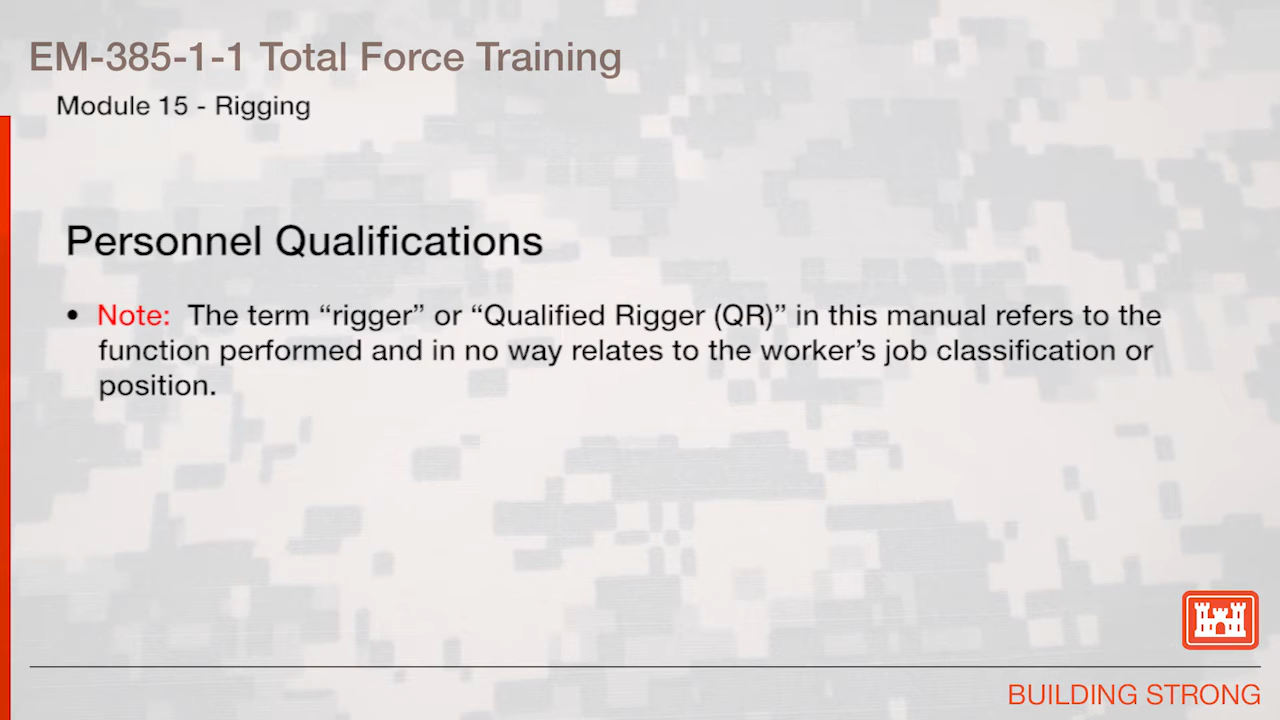 EM-385-1-1 Total Force Training
Module 15 - Rigging
Personnel Qualifications
• Note: The term “rigger” or “Qualified Rigger (QR)” in this manual refers to the
function performed and in no way relates to the worker’s job classification or
position.
BUILDING STRONG